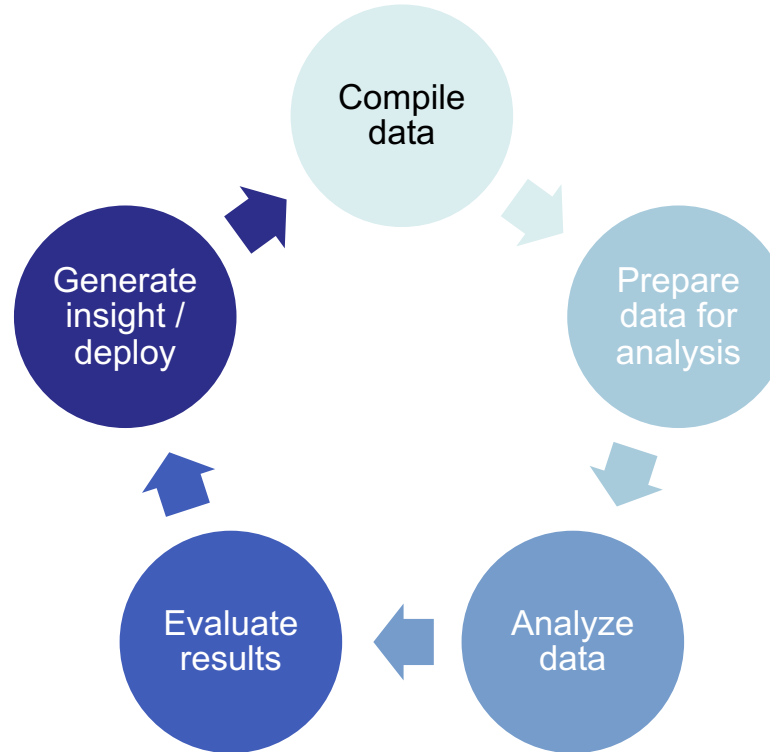 Compile
data
Prepare
data for
analysis
Analyze
data
Evaluate
results
Generate
insight /
deploy